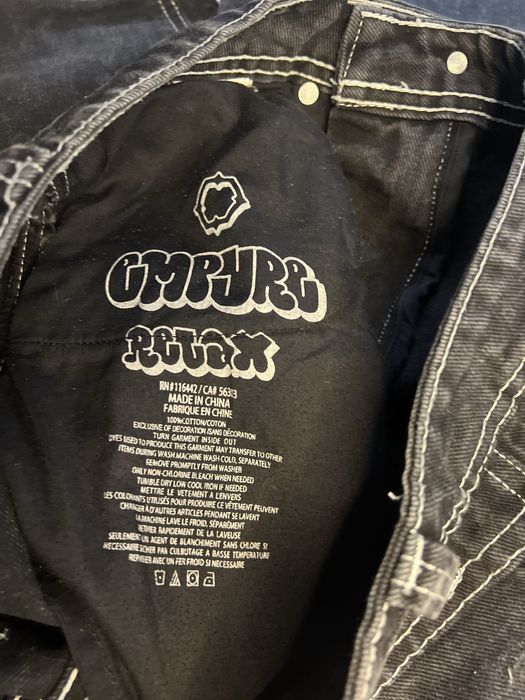 EMPYRE
RELAX
RN#116442 / CA# 56313
MADE IN CHINA
FABRIQUE EN CHINE
100%COTTON/COTON
EXCLUSIVE OF DECORATION /SANS DÉCORATION
TURN GARMENT INSIDE OUT
DYES USED TO PRODUCE THIS GARMENT MAY TRANSFER TO OTHER
ITEMS DURING WASH MACHINE WASH COLD, SEPARATELY
REMOVE PROMPTLY FROM WASHER
ONLY NON-CHLORINE BLEACH WHEN NEEDED
TUMBLE DRY LOW COOL IRON IF NEEDED
METTRE LE VETEMENT A L'ENVERS
LES COLORANTS UTILISÉS POUR PRODUIRE CE VÊTEMENT PEUVENT
CHANGER À D'AUTRES ARTICLES PENDANT SE LAVENT
LA MACHINE LAVE LE FROID, SÉPARÉMENT
RETIRER RAPIDEMENT DE LA LAVEUSE
SEULEMENT UN AGENT DE BLANCHIMENT SANS CHLORE SI
NÉCESSAIRE SCHER PAR CULBUTAGE A BASSE TEMPÉRATURE
REPASSER AVEC UN FER FROID SI NECESSAIRE